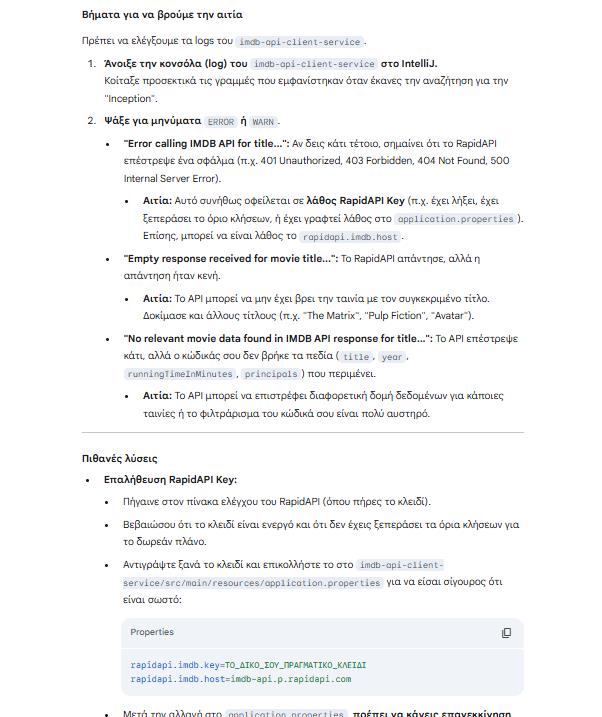 Βήματα για να βρούμε την αιτία
Πρέπει να ελέγξουμε τα logs του imdb-api-client-service.
1. Άνοιξε την κονσόλα (log) του imdb-api-client-service στο IntelliJ.
Κοίταξε προσεκτικά τις γραμμές που εμφανίστηκαν όταν έκανες την αναζήτηση για την
"Inception".
2. Ψάξε για μηνύματα ERROR ή WARN.
• "Error calling IMDB API for title...": Αν δεις κάτι τέτοιο, σημαίνει ότι το RapidAPI
επέστρεψε ένα σφάλμα (π.χ. 401 Unauthorized, 403 Forbidden, 404 Not Found, 500
Internal Server Error).
• Αιτία: Αυτό συνήθως οφείλεται σε λάθος RapidAPI Key (π.χ. έχει λήξει, έχει
ξεπεράσει το όριο κλήσεων, ή έχει γραφτεί λάθος στο application.properties).
Επίσης, μπορεί να είναι λάθος το rapidapi.imdb.host.
• "Empty response received for movie title...": Το RapidAPI απάντησε, αλλά η
απάντηση ήταν κενή.
• Αιτία: Το API μπορεί να μην έχει βρει την ταινία με τον συγκεκριμένο τίτλο.
Δοκίμασε και άλλους τίτλους (π.χ. "The Matrix", "Pulp Fiction", "Avatar").
• "No relevant movie data found in IMDB API response for title...": Το API επέστρεψε
κάτι, αλλά ο κώδικάς σου δεν βρήκε τα πεδία (title, year,
runningTimeInMinutes, principals) που περιμένει.
• Αιτία: Το API μπορεί να επιστρέφει διαφορετική δομή δεδομένων για κάποιες
ταινίες ή το φιλτράρισμα του κώδικά σου είναι πολύ αυστηρό.
Πιθανές λύσεις
• Επαλήθευση RapidAPI Key:
• Πήγαινε στον πίνακα ελέγχου του RapidAPI (όπου πήρες το κλειδί).
• Βεβαιώσου ότι το κλειδί είναι ενεργό και ότι δεν έχεις ξεπεράσει τα όρια κλήσεων για
το δωρεάν πλάνο.
• Αντιγράψτε ξανά το κλειδί και επικολλήστε το στο imdb-api-client-
service/src/main/resources/application.properties για να είσαι σίγουρος ότι
είναι σωστό:
Properties
rapidapi.imdb.key=ΤΟ_ΔΙΚΟ_ΣΟΥ_ΠΡΑΓΜΑΤΙΚΟ_ΚΛΕΙΔΙ
rapidapi.imdb.host=imdb-api.p.rapidapi.com
• Μετά την αλλαγή στο application.properties, πρέπει να κάνεις επανεκκίνηση